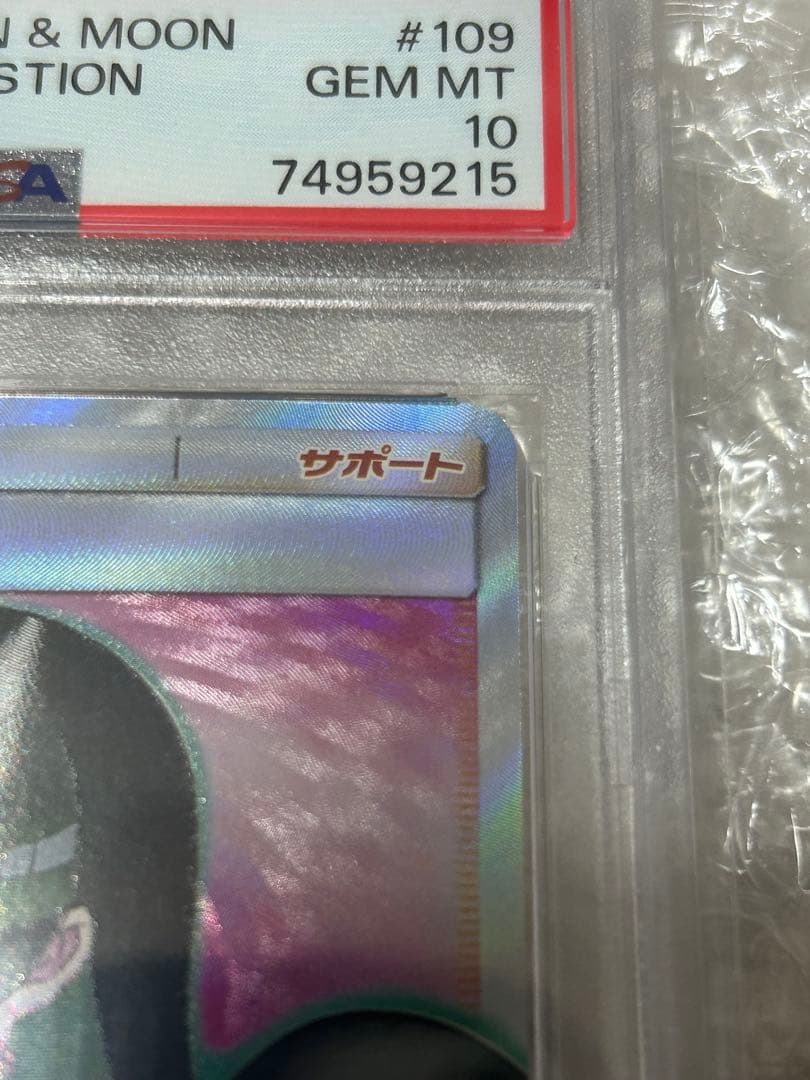 N & MOON #109
STION GEM MT
10
SA 74959215
サポート